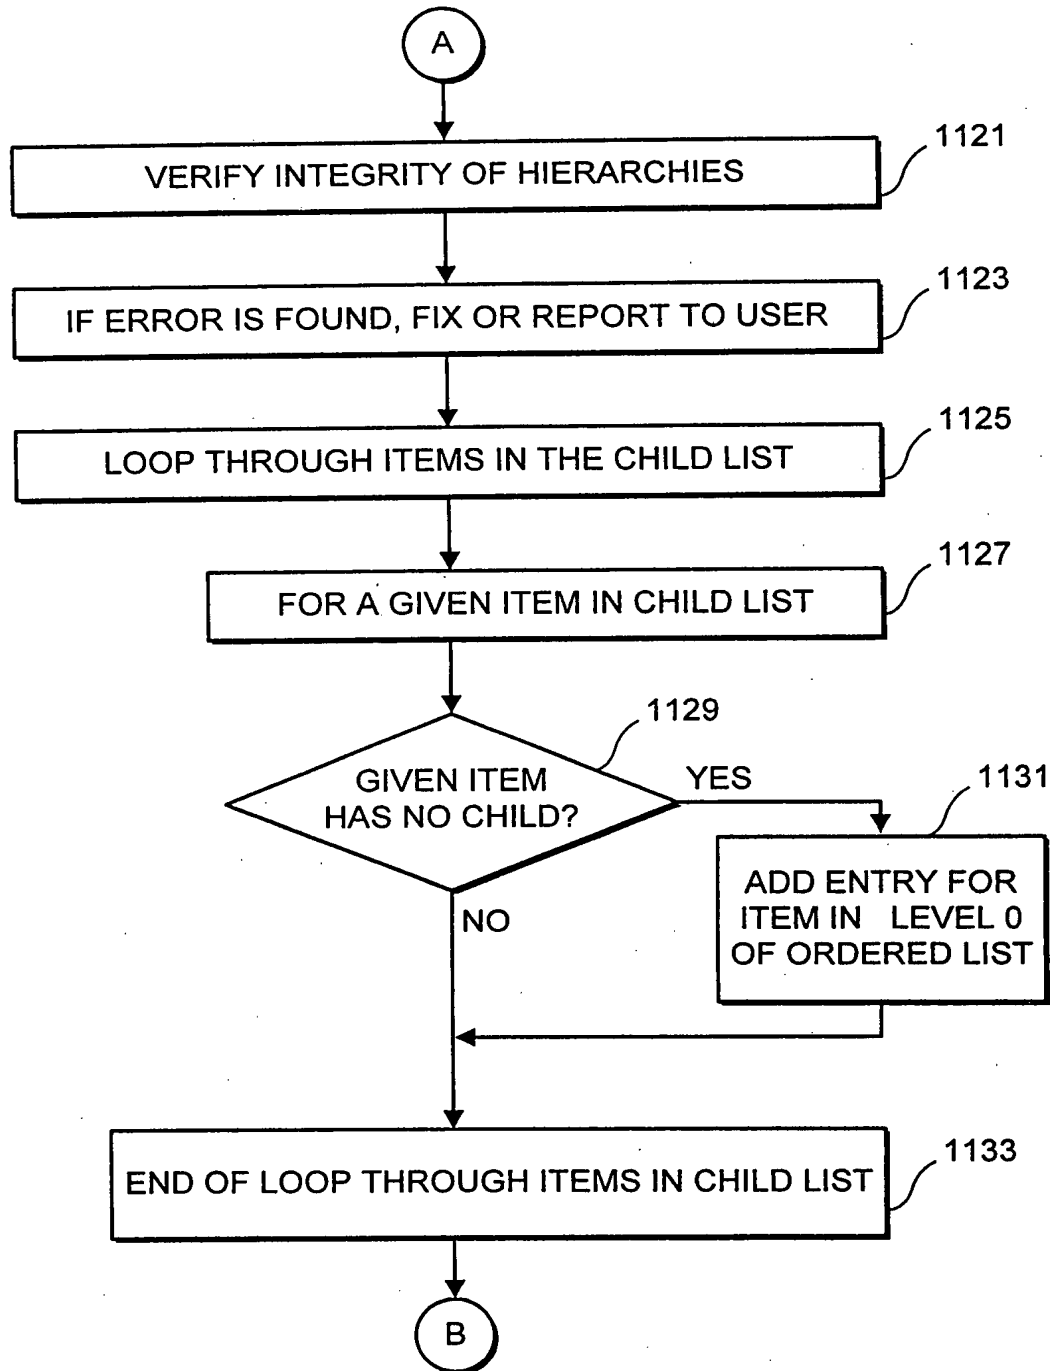 A
1121
VERIFY INTEGRITY OF HIERARCHIES
1123
IF ERROR IS FOUND, FIX OR REPORT TO USER
1125
LOOP THROUGH ITEMS IN THE CHILD LIST
1127
FOR A GIVEN ITEM IN CHILD LIST
1129
GIVEN ITEM
HAS NO CHILD?
YES
1131
ADD ENTRY FOR
ITEM IN LEVEL 0
OF ORDERED LIST
NO
1133
END OF LOOP THROUGH ITEMS IN CHILD LIST
B